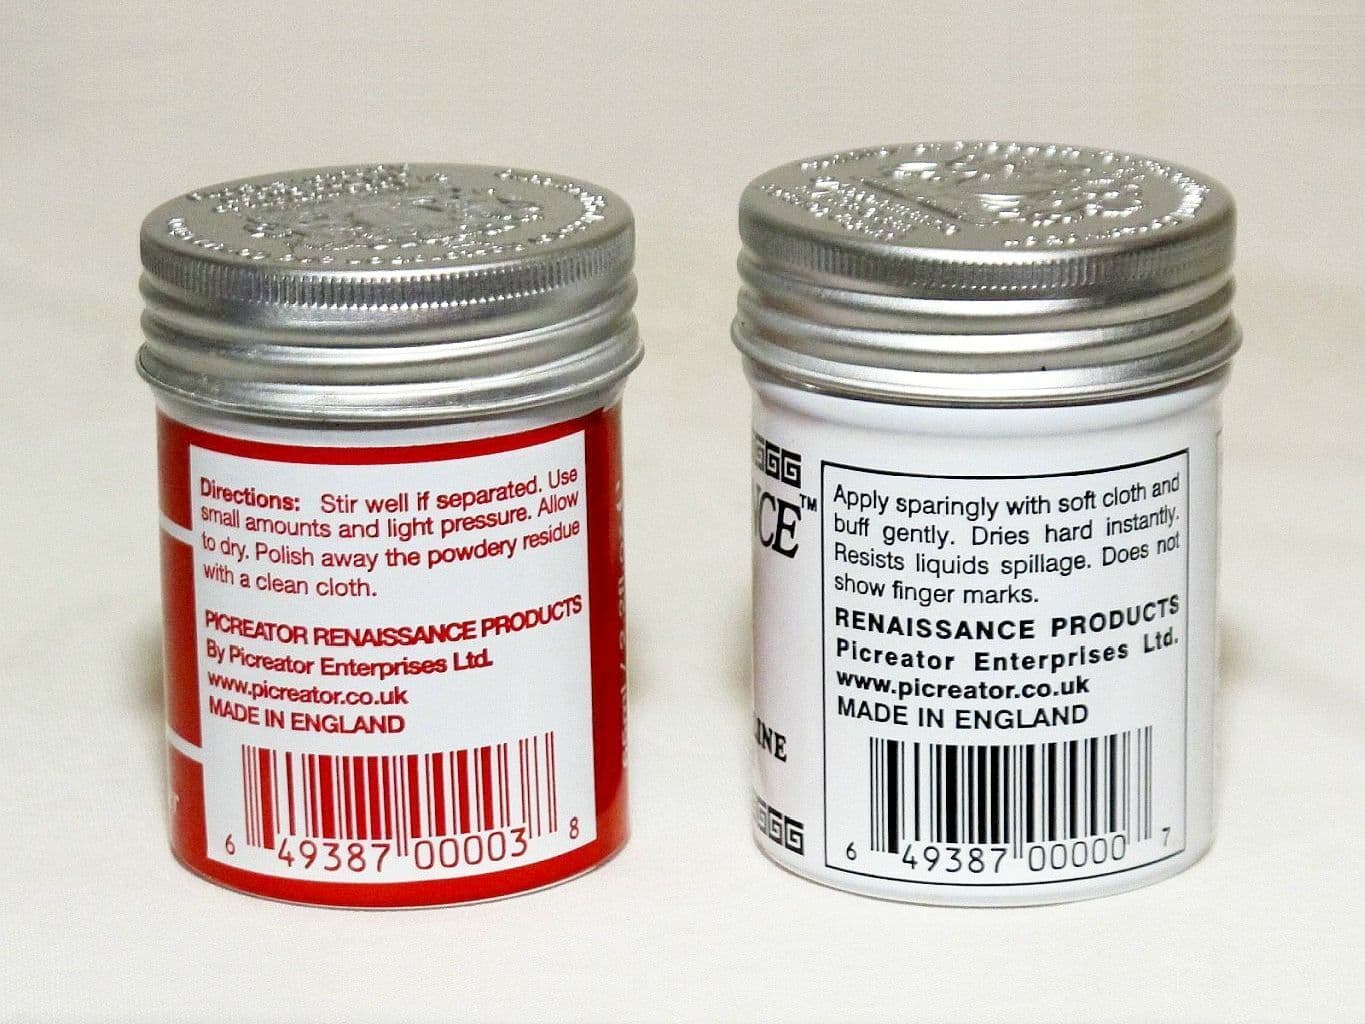 Directions: Stir well if separated. Use
small amounts and light pressure. Allow
to dry. Polish away the powdery residue
with a clean cloth.
PICREATOR RENAISSANCE PRODUCTS
By Picreator Enterprises Ltd.
www.picreator.co.uk
MADE IN ENGLAND
6 49387 00003 8
NCE™
LINE
Apply sparingly with soft cloth and
buff gently. Dries hard instantly.
Resists liquids spillage. Does not
show finger marks.
RENAISSANCE PRODUCTS
Picreator Enterprises Ltd.
www.picreator.co.uk
MADE IN ENGLAND
6 49387 00000 7